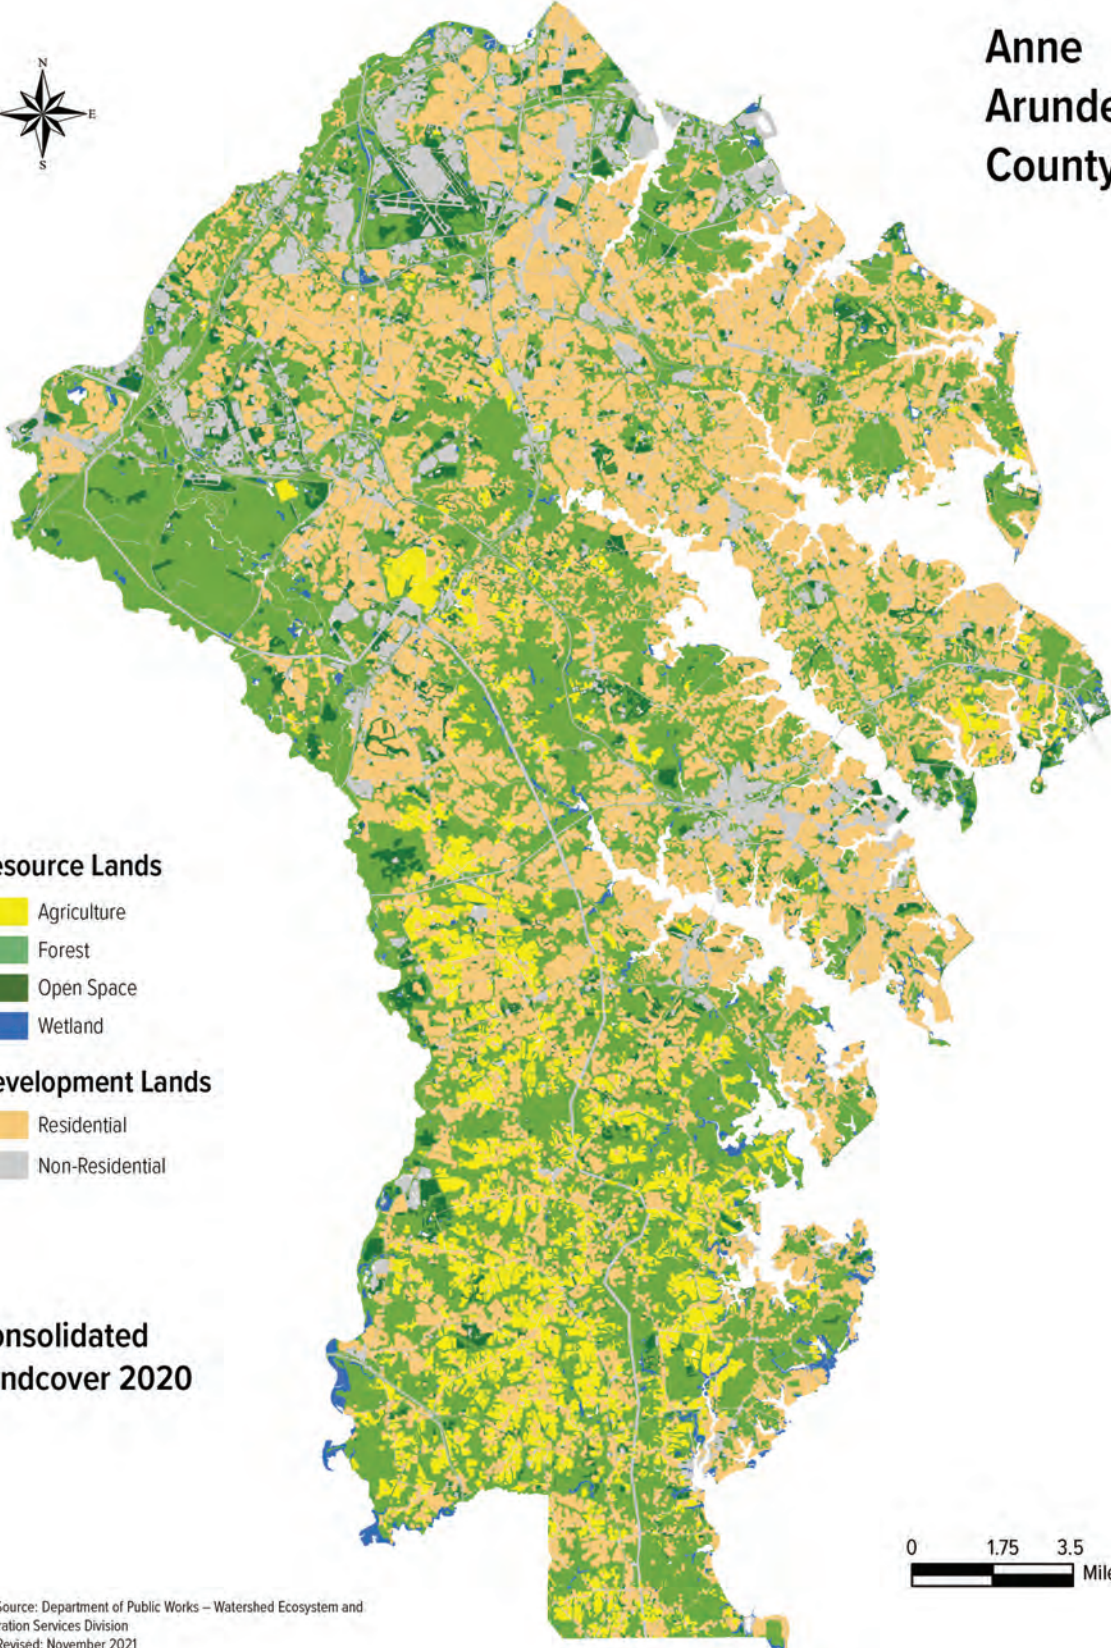 Anne
Arunde
County
N
E
S
esource Lands
Agriculture
Forest
Open Space
Wetland
evelopment Lands
Residential
Non-Residential
onsolidated
ndcover 2020
0 1.75 3.5
Mile
Source: Department of Public Works – Watershed Ecosystem and
ration Services Division
Revised: November 2021